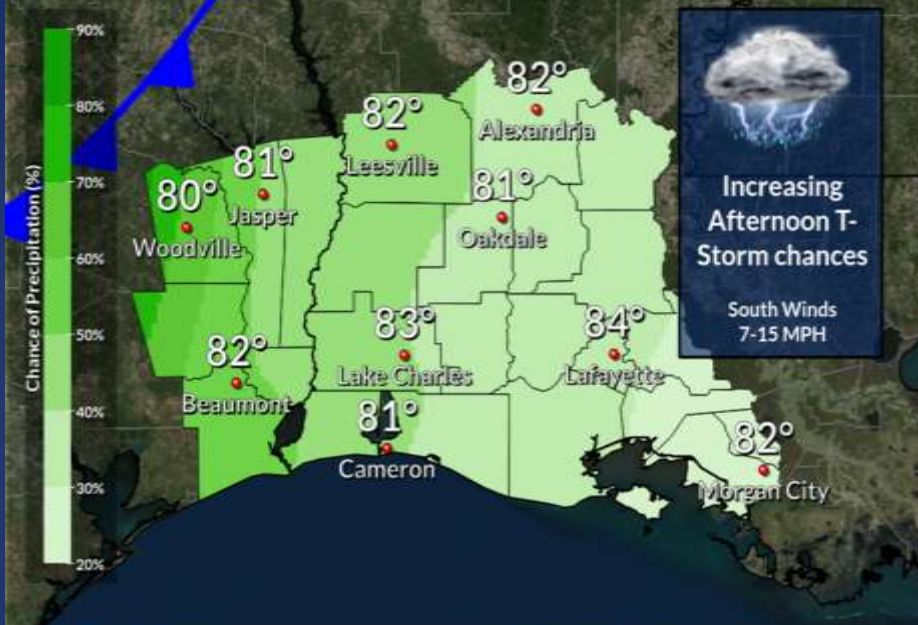 90%
80%
70%
60%
50%
40%
30%
20%
Chance of Precipitation (%)
82°
Alexandria
82°
Leesville
81°
Jasper
80°
Woodville
81°
Oakdale
83°
Lake Charles
84°
Lafayette
82°
Beaumont
81°
Cameron
82°
Morgan City
Increasing
Afternoon T-
Storm chances
South Winds
7-15 MPH